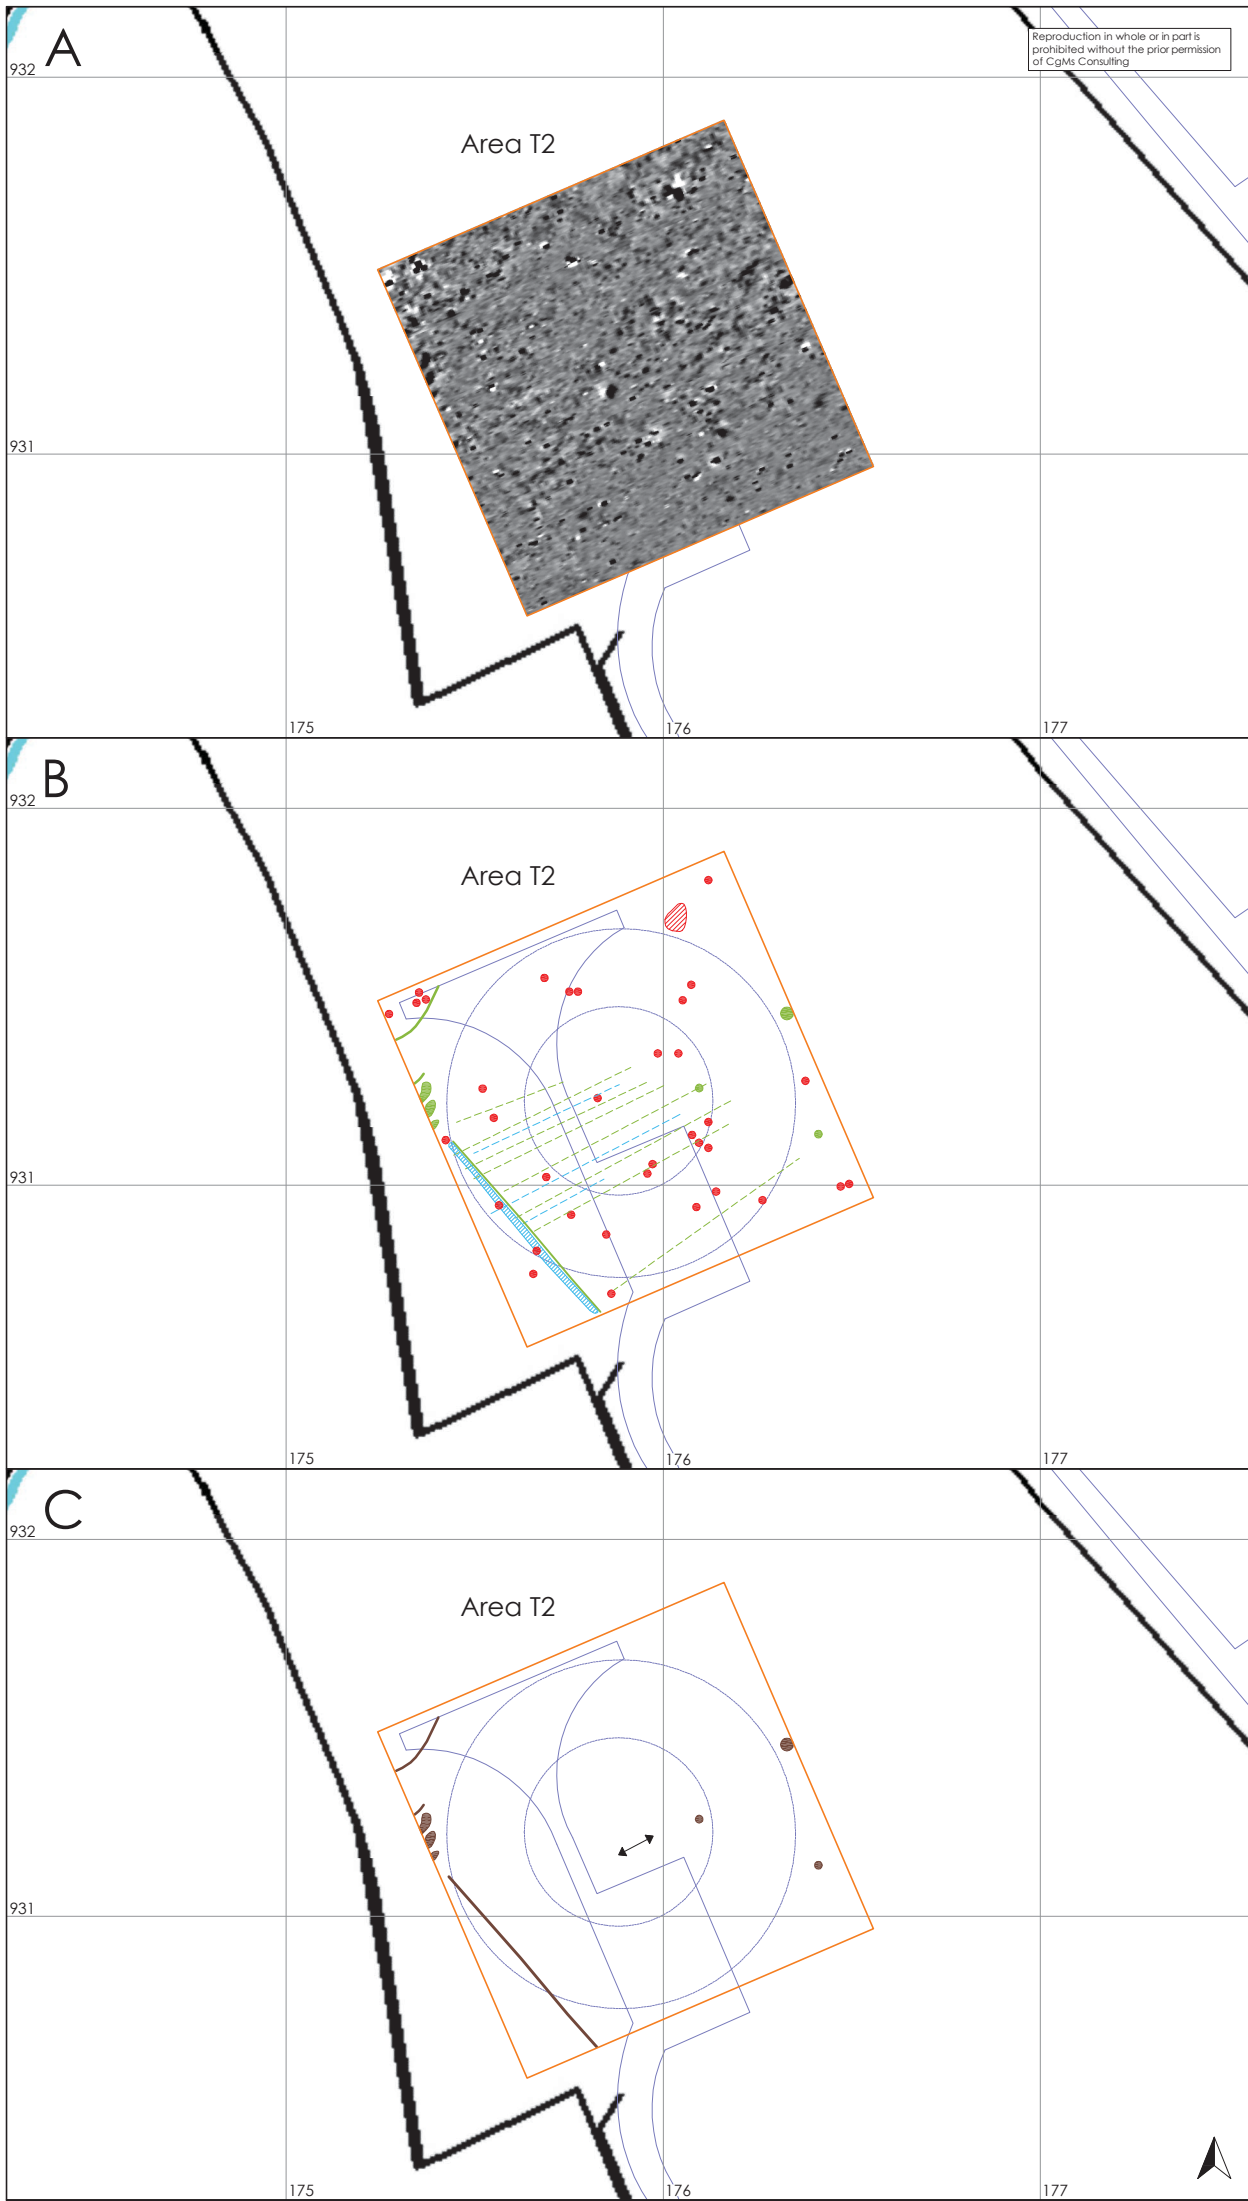 A
Reproduction in whole or in part is
prohibited without the prior permission
of CgMs Consulting
932
Area T2
931
175
176
177
B
932
Area T2
931
175
176
177
C
932
Area T2
931
175
176
177